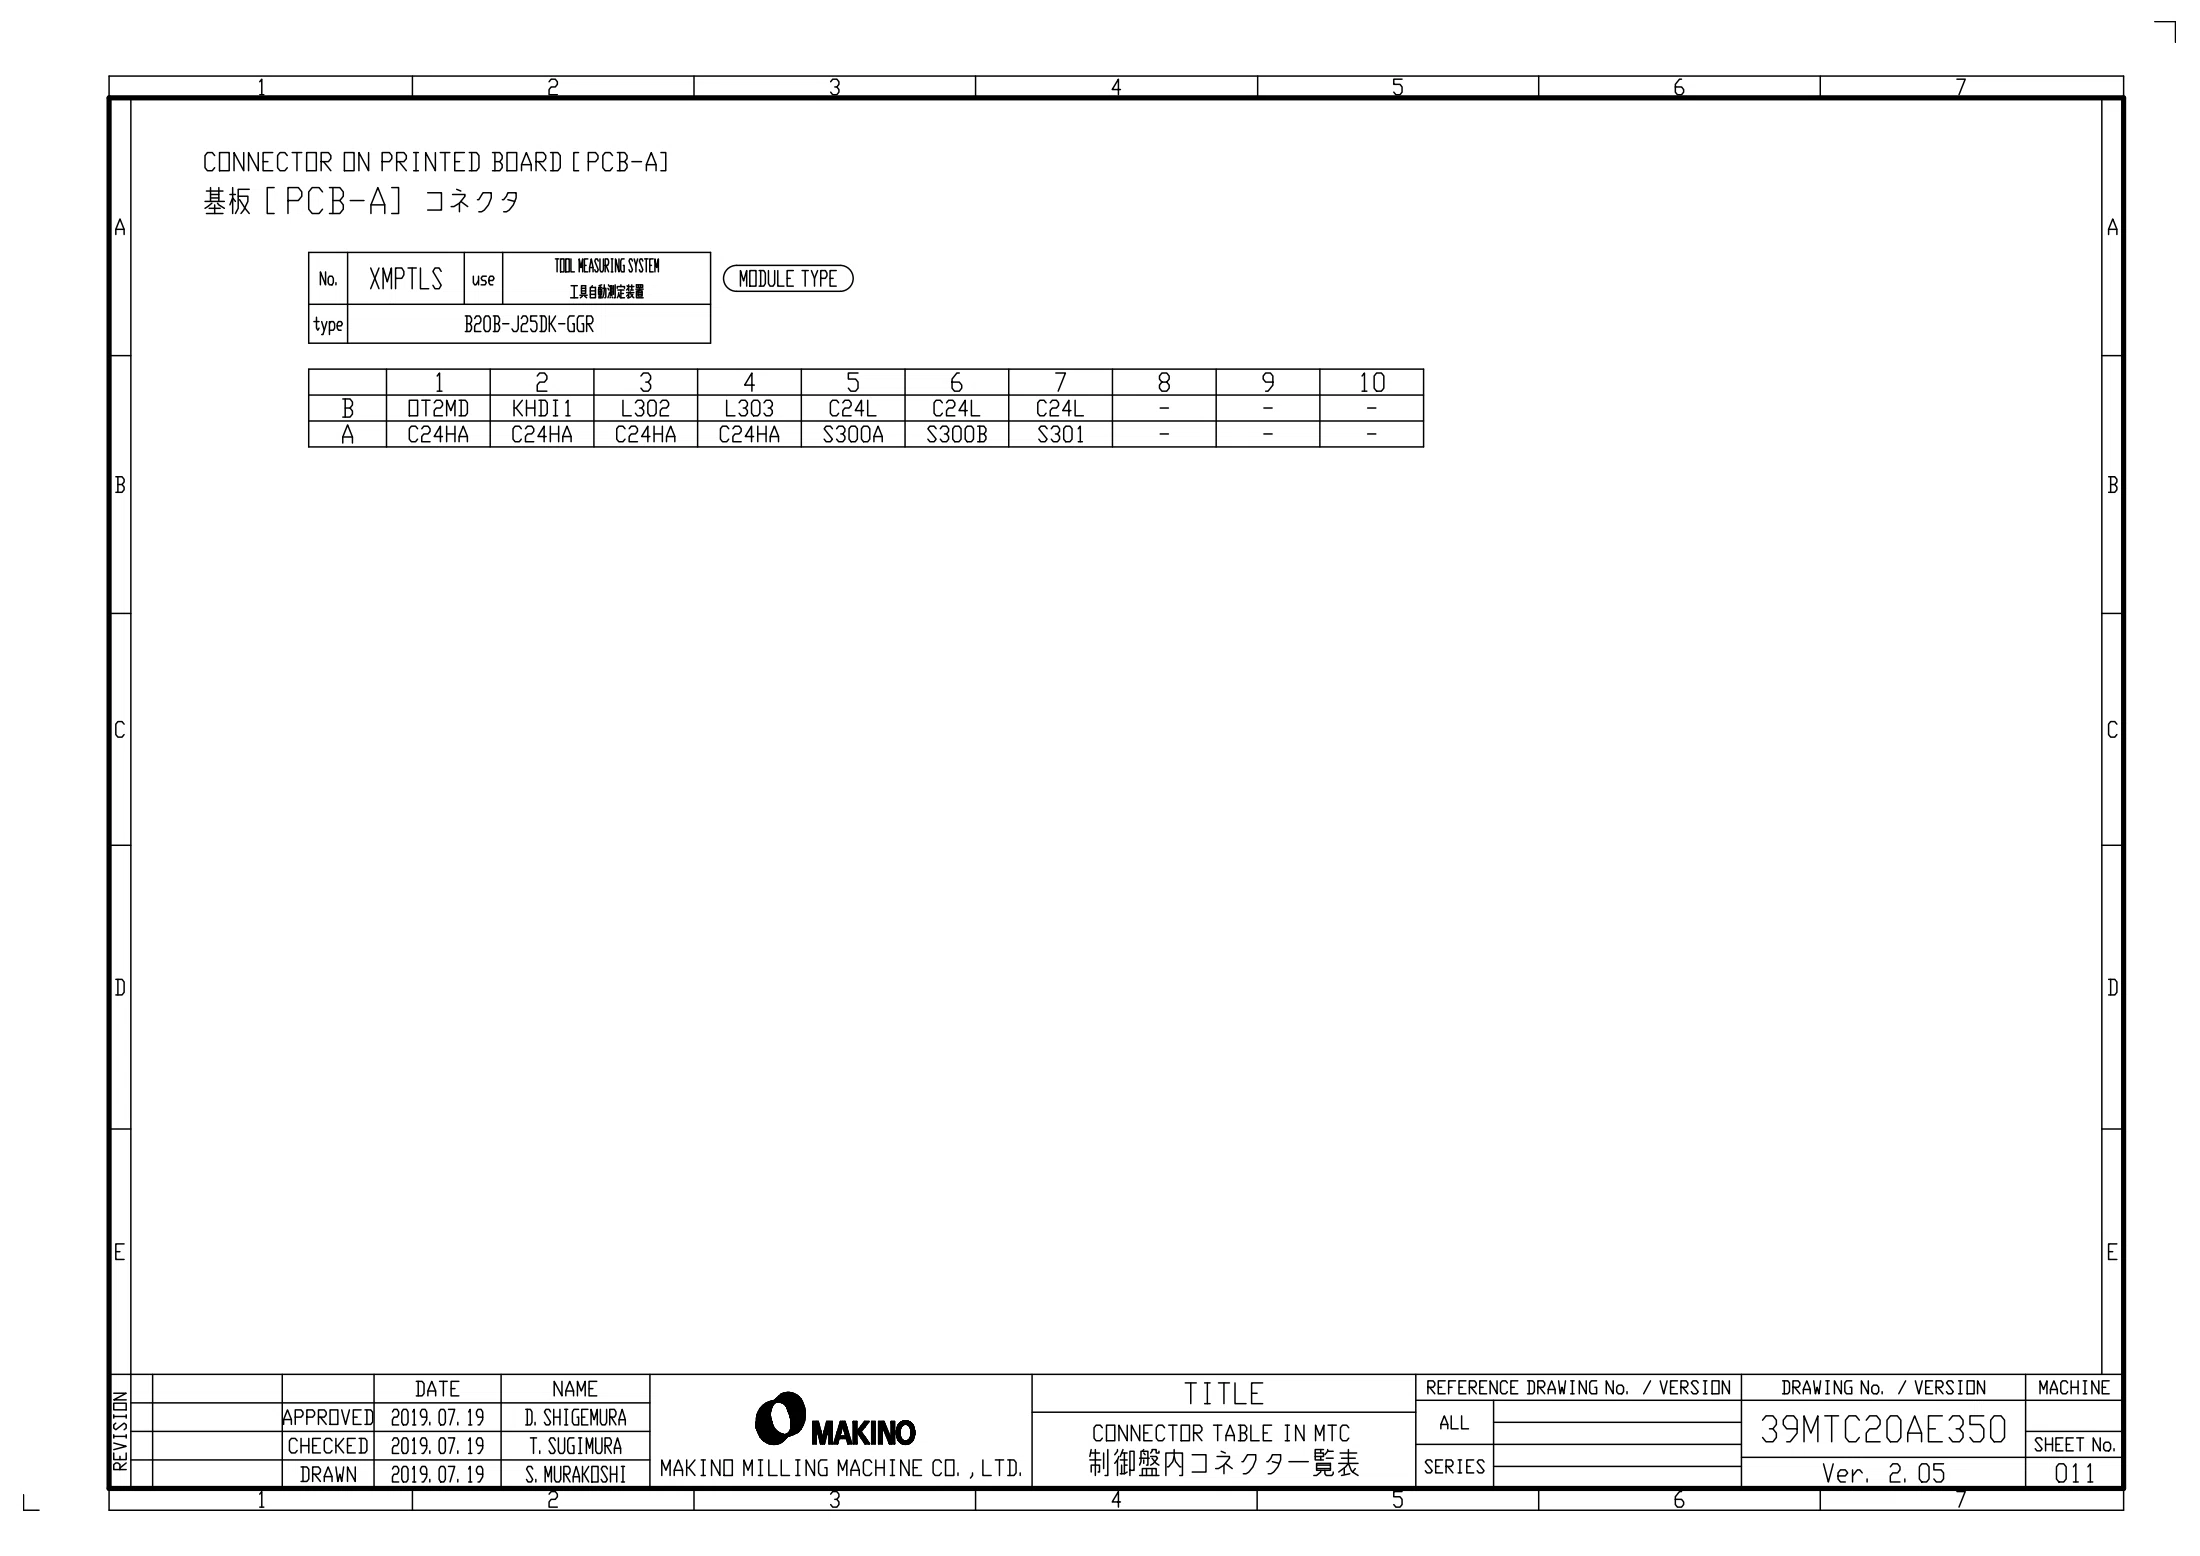 1 2 3 4 5 6 7
CONNECTOR ON PRINTED BOARD [PCB-A]
基板 [PCB-A] コネクタ
A A
No. XMPTLS use TOOL MEASURING SYSTEM
工具自動測定装置
MODULE TYPE
type B20B-J25DK-GGR
1 2 3 4 5 6 7 8 9 10
B OT2MD KHDI1 L302 L303 C24L C24L C24L - - -
A C24HA C24HA C24HA C24HA S300A S300B S301 - - -
B B
C C
D D
E E
REVISION
DATE NAME
APPROVED 2019.07.19 D. SHIGEMURA
CHECKED 2019.07.19 T. SUGIMURA
DRAWN 2019.07.19 S. MURAKOSHI
MAKINO
MAKINO MILLING MACHINE CO.,LTD.
TITLE
CONNECTOR TABLE IN MTC
制御盤内コネクタ一覧表
REFERENCE DRAWING No. / VERSION
ALL
SERIES
DRAWING No. / VERSION
39MTC20AE350
Ver. 2.05
MACHINE
SHEET No.
011
1 2 3 4 5 6 7